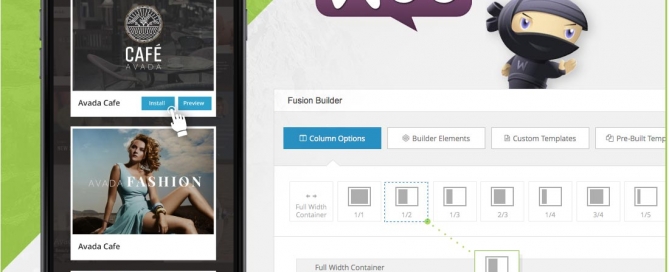 CAFÉ
AVADA
Avada Cafe
Install
Preview
AVADA FASHION
Avada Cafe
W
Fusion Builder
Column Options
Builder Elements
Custom Templates
Pre-Built Temp
Full Width
Container
1/1
1/2
1/3
2/3
1/4
3/4
1/5
Full Width Container